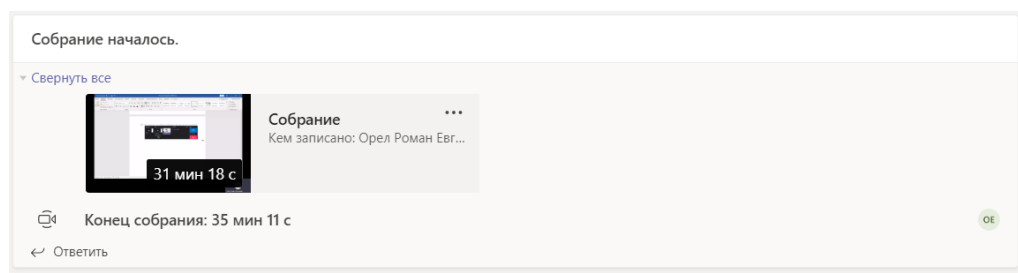 Собрание началось.
Свернуть все
Собрание
Кем записано: Орел Роман Евг...
31 мин 18 с
Конец собрания: 35 мин 11 с
ОЕ
Ответить